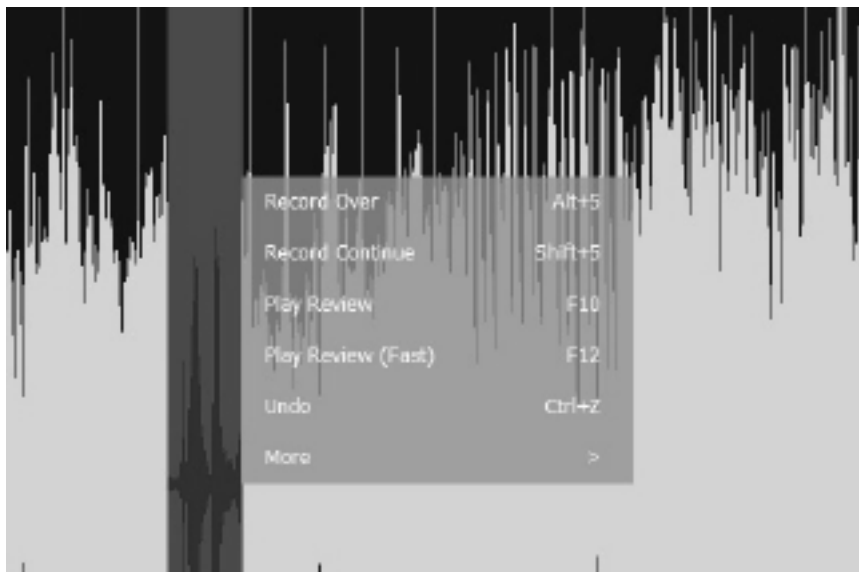 Record Over Alt+5
Record Continue Shift+5
Play Review F10
Play Review (Fast) F12
Undo Ctrl+Z
More >